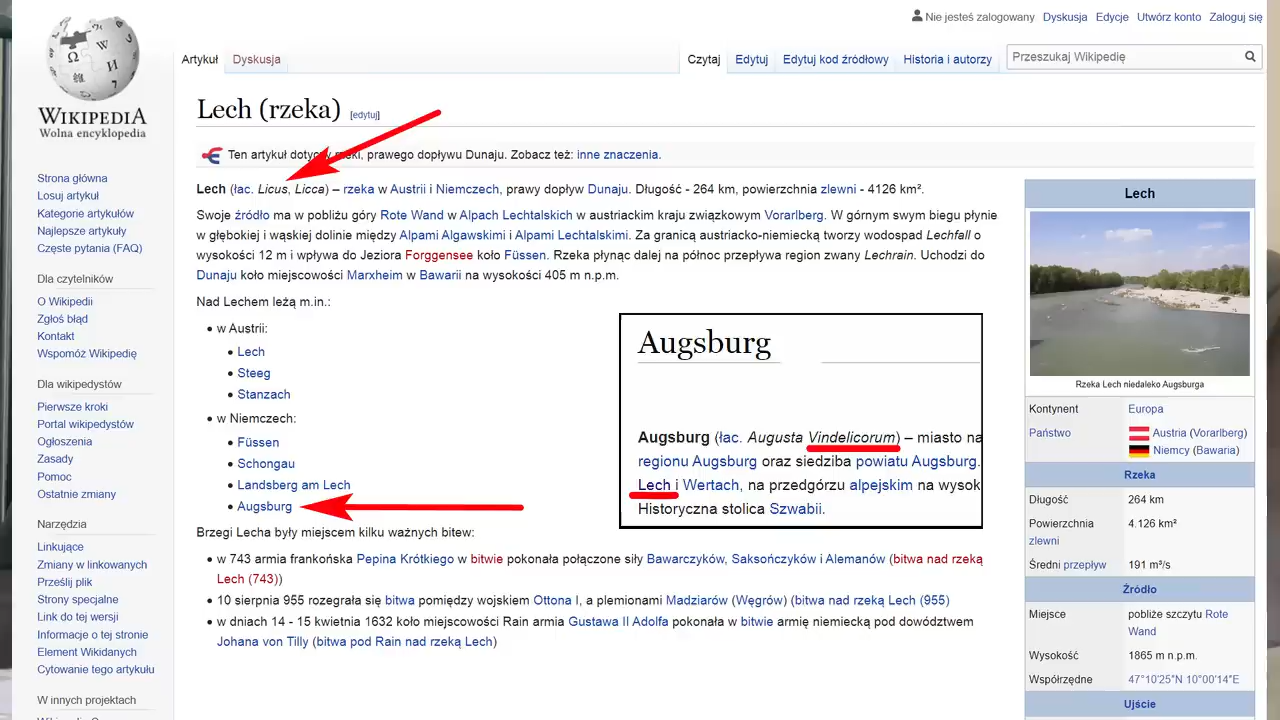 Nie jesteś zalogowany Dyskusja Edycje Utwórz konto Zaloguj się
Artykuł Dyskusja Czytaj Edytuj Edytuj kod źródłowy Historia i autorzy Przeszukaj Wikipedię
WIKIPEDIA
Wolna encyklopedia
Strona główna
Losuj artykuł
Kategorie artykułów
Najlepsze artykuły
Częste pytania (FAQ)
Dla czytelników
O Wikipedii
Zgłoś błąd
Kontakt
Wspomóż Wikipedię
Dla wikipedystów
Pierwsze kroki
Portal wikipedystów
Ogłoszenia
Zasady
Pomoc
Ostatnie zmiany
Narzędzia
Linkujące
Zmiany w linkowanych
Prześlij plik
Strony specjalne
Link do tej wersji
Informacje o tej stronie
Element Wikidanych
Cytowanie tego artykułu
W innych projektach
Lech (rzeka) [edytuj]
Ten artykuł dotyczy rzeki, prawego dopływu Dunaju. Zobacz też: inne znaczenia.
Lech (łac. Licus, Licca) – rzeka w Austrii i Niemczech, prawy dopływ Dunaju. Długość - 264 km, powierzchnia zlewni - 4126 km².
Swoje źródło ma w pobliżu góry Rote Wand w Alpach Lechtalskich w austriackim kraju związkowym Vorarlberg. W górnym swym biegu płynie
w głębokiej i wąskiej dolinie między Alpami Algawskimi i Alpami Lechtalskimi. Za granicą austriacko-niemiecką tworzy wodospad Lechfall o
wysokości 12 m i wpływa do Jeziora Forggensee koło Füssen. Rzeka płynąc dalej na północ przepływa region zwany Lechrain. Uchodzi do
Dunaju koło miejscowości Marxheim w Bawarii na wysokości 405 m n.p.m.
Nad Lechem leżą m.in.:
w Austrii:
Lech
Steeg
Stanzach
w Niemczech:
Füssen
Schongau
Landsberg am Lech
Augsburg
Brzegi Lecha były miejscem kilku ważnych bitew:
w 743 armia frankońska Pepina Krótkiego w bitwie pokonała połączone siły Bawarczyków, Saksończyków i Alemanów (bitwa nad rzeką
Lech (743))
10 sierpnia 955 rozegrała się bitwa pomiędzy wojskiem Ottona I, a plemionami Madziarów (Węgrów) (bitwa nad rzeką Lech (955)
w dniach 14 - 15 kwietnia 1632 koło miejscowości Rain armia Gustawa II Adolfa pokonała w bitwie armię niemiecką pod dowództwem
Johana von Tilly (bitwa pod Rain nad rzeką Lech)
Augsburg
Augsburg (łac. Augusta Vindelicorum) – miasto na
regionu Augsburg oraz siedziba powiatu Augsburg.
Lech i Wertach, na przedgórzu alpejskim na wysok
Historyczna stolica Szwabii.
Lech
Rzeka Lech niedaleko Augsburga
Kontynent Europa
Państwo Austria (Vorarlberg)
Niemcy (Bawaria)
Rzeka
Długość 264 km
Powierzchnia 4.126 km²
zlewni
Średni przepływ 191 m³/s
Źródło
Miejsce pobliże szczytu Rote
Wand
Wysokość 1865 m n.p.m.
Współrzędne 47°10′25″N 10°00′14″E
Ujście